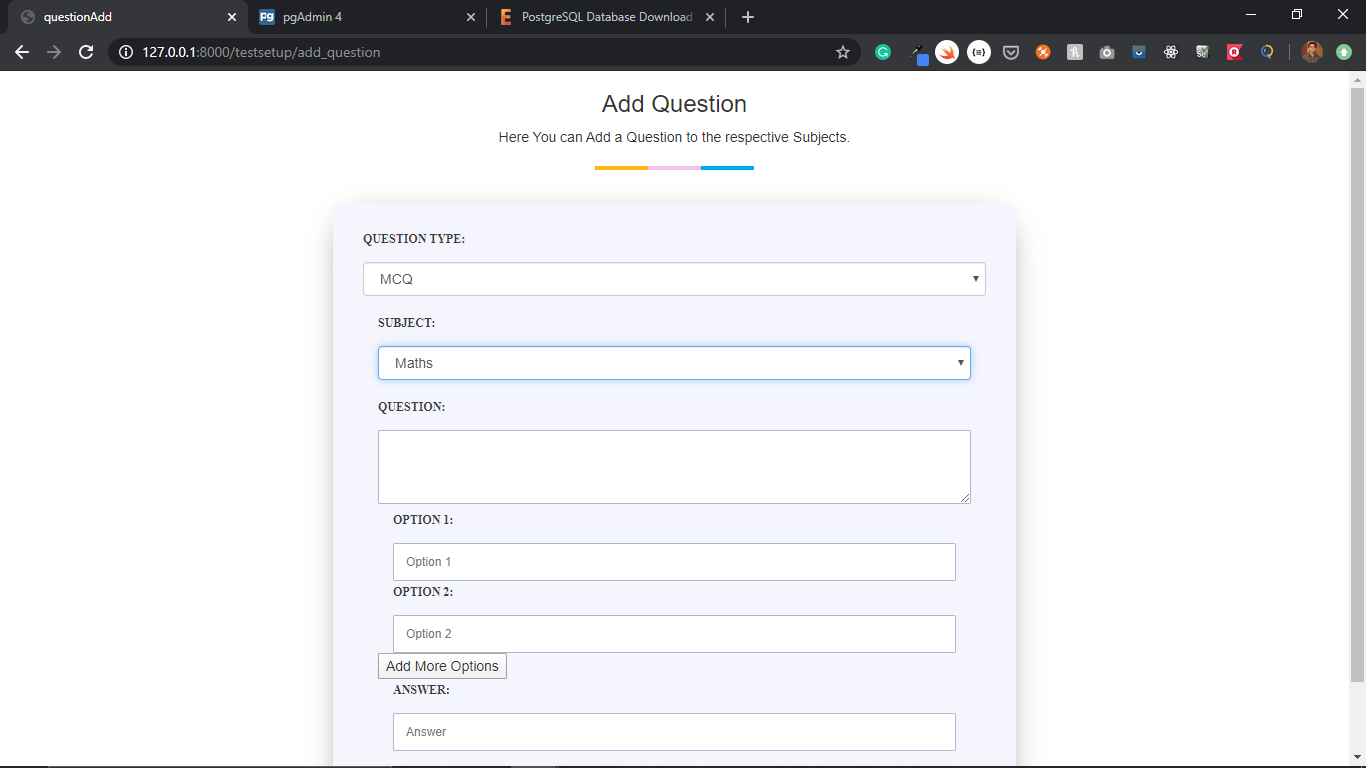 questionAdd
pgAdmin 4
PostgreSQL Database Download
127.0.0.1:8000/testsetup/add_question
Add Question
Here You can Add a Question to the respective Subjects.
QUESTION TYPE:
MCQ
SUBJECT:
Maths
QUESTION:
OPTION 1:
Option 1
OPTION 2:
Option 2
Add More Options
ANSWER:
Answer